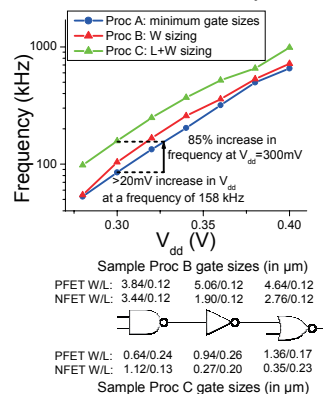 Proc A: minimum gate sizes
Proc B: W sizing
Proc C: L+W sizing
1000
100
Frequency (kHz)
85% increase in
frequency at Vdd=300mV
>20mV increase in Vdd
at a frequency of 158 kHz
0.30 0.35 0.40
Vdd (V)
Sample Proc B gate sizes (in µm)
PFET W/L: 3.84/0.12 5.06/0.12 4.64/0.12
NFET W/L: 3.44/0.12 1.90/0.12 2.76/0.12
PFET W/L: 0.64/0.24 0.94/0.26 1.36/0.17
NFET W/L: 1.12/0.13 0.27/0.20 0.35/0.23
Sample Proc C gate sizes (in µm)